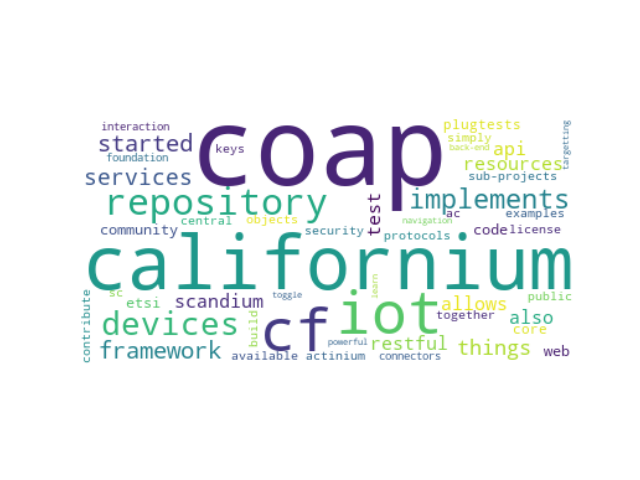 interaction
started
foundation
services
keys
coap
plugtests
simply
back-end
api
resources
targetting
sub-projects
repository
central
objects
community
security
test
implements
ac
examples
navigation
protocols
code
license
californium
contribute
sc
etsi
scandium
toggle
devices
build
framework
available
cf
actinium
powerful
iot
learn
connectors
restful
allows
together
public
also
core
things
web